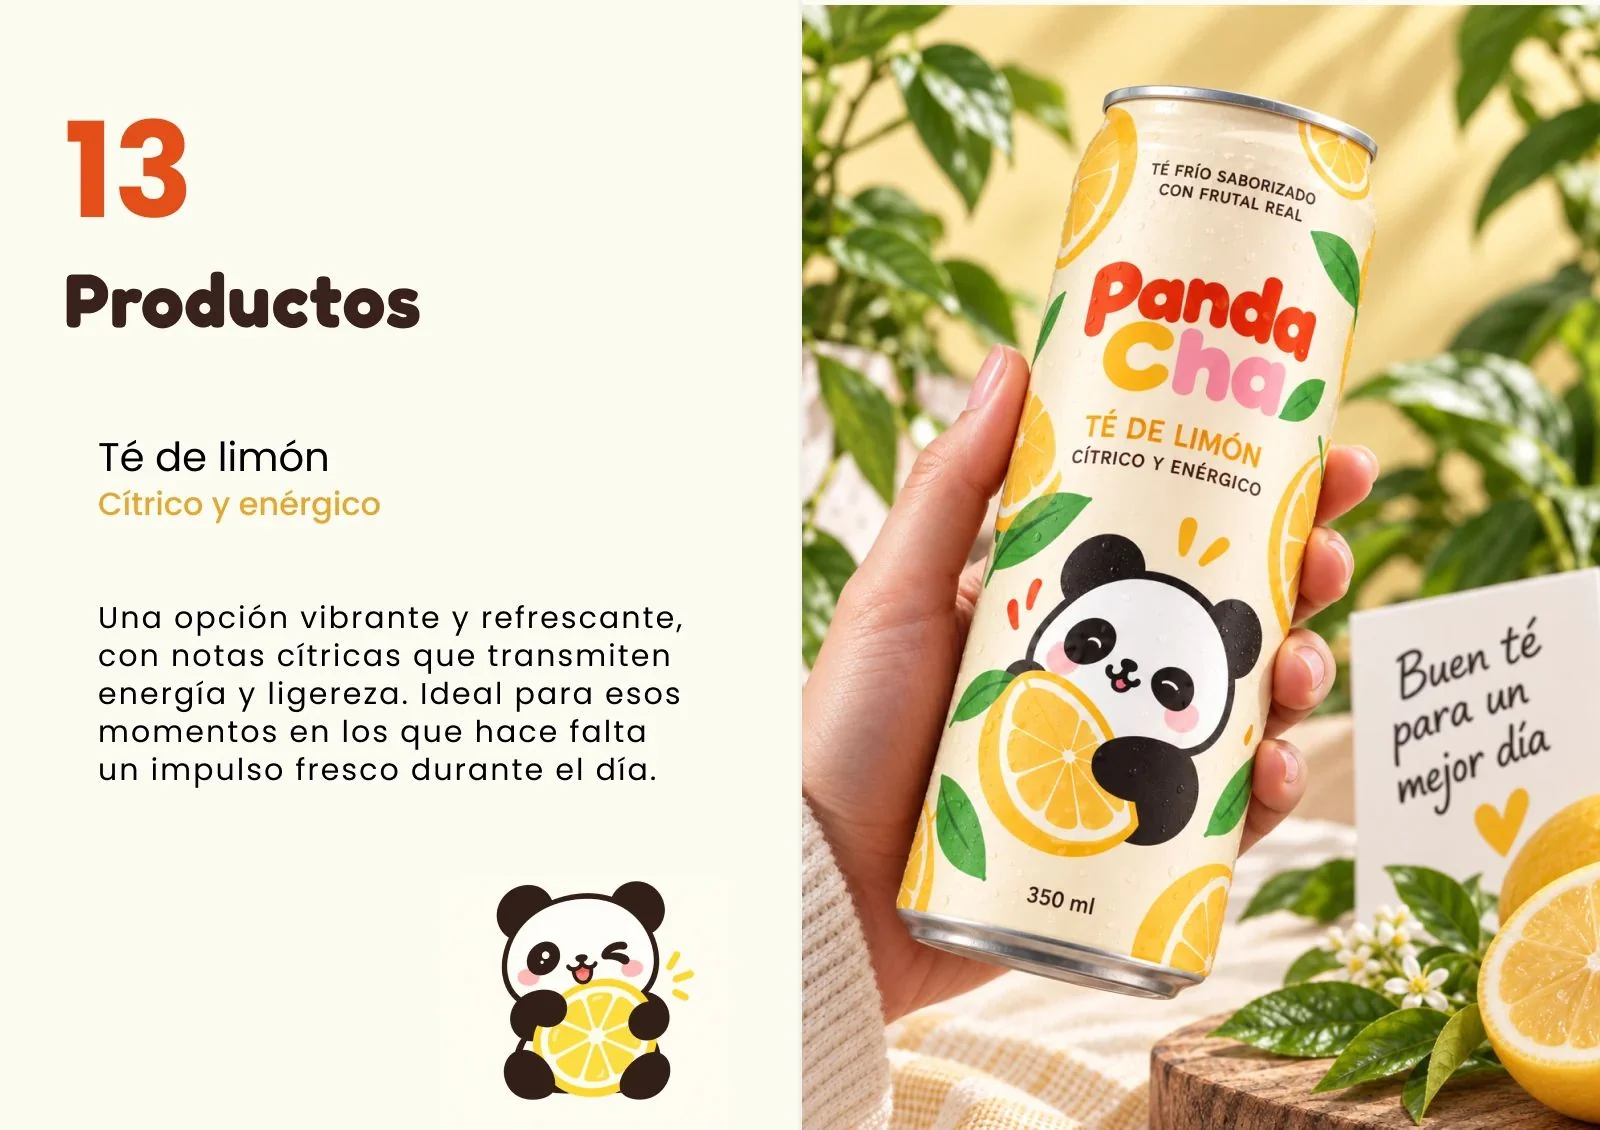 13
Productos
Té de limón
Cítrico y enérgico
Una opción vibrante y refrescante,
con notas cítricas que transmiten
energía y ligereza. Ideal para esos
momentos en los que hace falta
un impulso fresco durante el día.
TÉ FRÍO SABORIZADO
CON FRUTAL REAL
Panda
Cha
TÉ DE LIMÓN
CÍTRICO Y ENÉRGICO
350 ml
Buen té
para un
mejor día